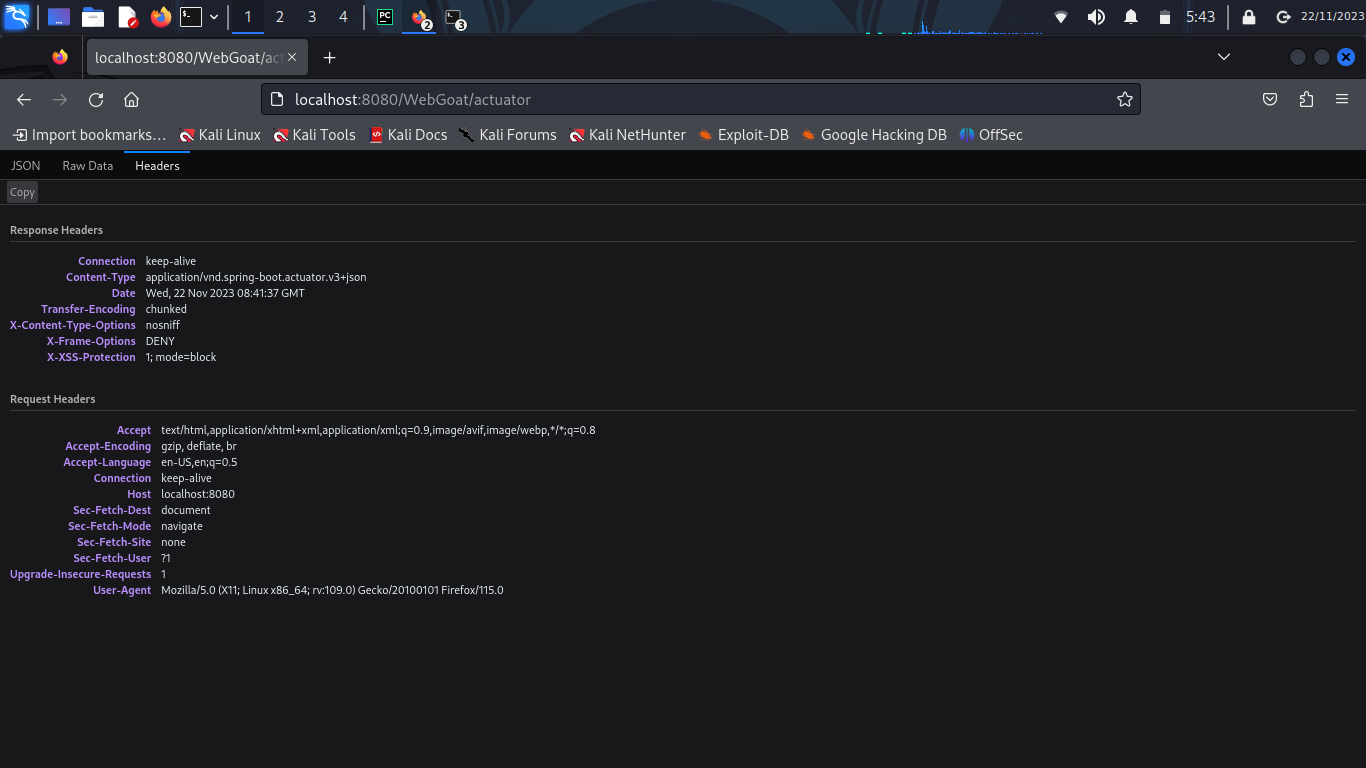 1 2 3 4 PC 2 3 5:43 22/11/2023
localhost:8080/WebGoat/act
localhost:8080/WebGoat/actuator
Import bookmarks… Kali Linux Kali Tools Kali Docs Kali Forums Kali NetHunter Exploit-DB Google Hacking DB OffSec
JSON Raw Data Headers
Copy
Response Headers
Connection keep-alive
Content-Type application/vnd.spring-boot.actuator.v3+json
Date Wed, 22 Nov 2023 08:41:37 GMT
Transfer-Encoding chunked
X-Content-Type-Options nosniff
X-Frame-Options DENY
X-XSS-Protection 1; mode=block
Request Headers
Accept text/html,application/xhtml+xml,application/xml;q=0.9,image/avif,image/webp,*/*;q=0.8
Accept-Encoding gzip, deflate, br
Accept-Language en-US,en;q=0.5
Connection keep-alive
Host localhost:8080
Sec-Fetch-Dest document
Sec-Fetch-Mode navigate
Sec-Fetch-Site none
Sec-Fetch-User ?1
Upgrade-Insecure-Requests 1
User-Agent Mozilla/5.0 (X11; Linux x86_64; rv:109.0) Gecko/20100101 Firefox/115.0